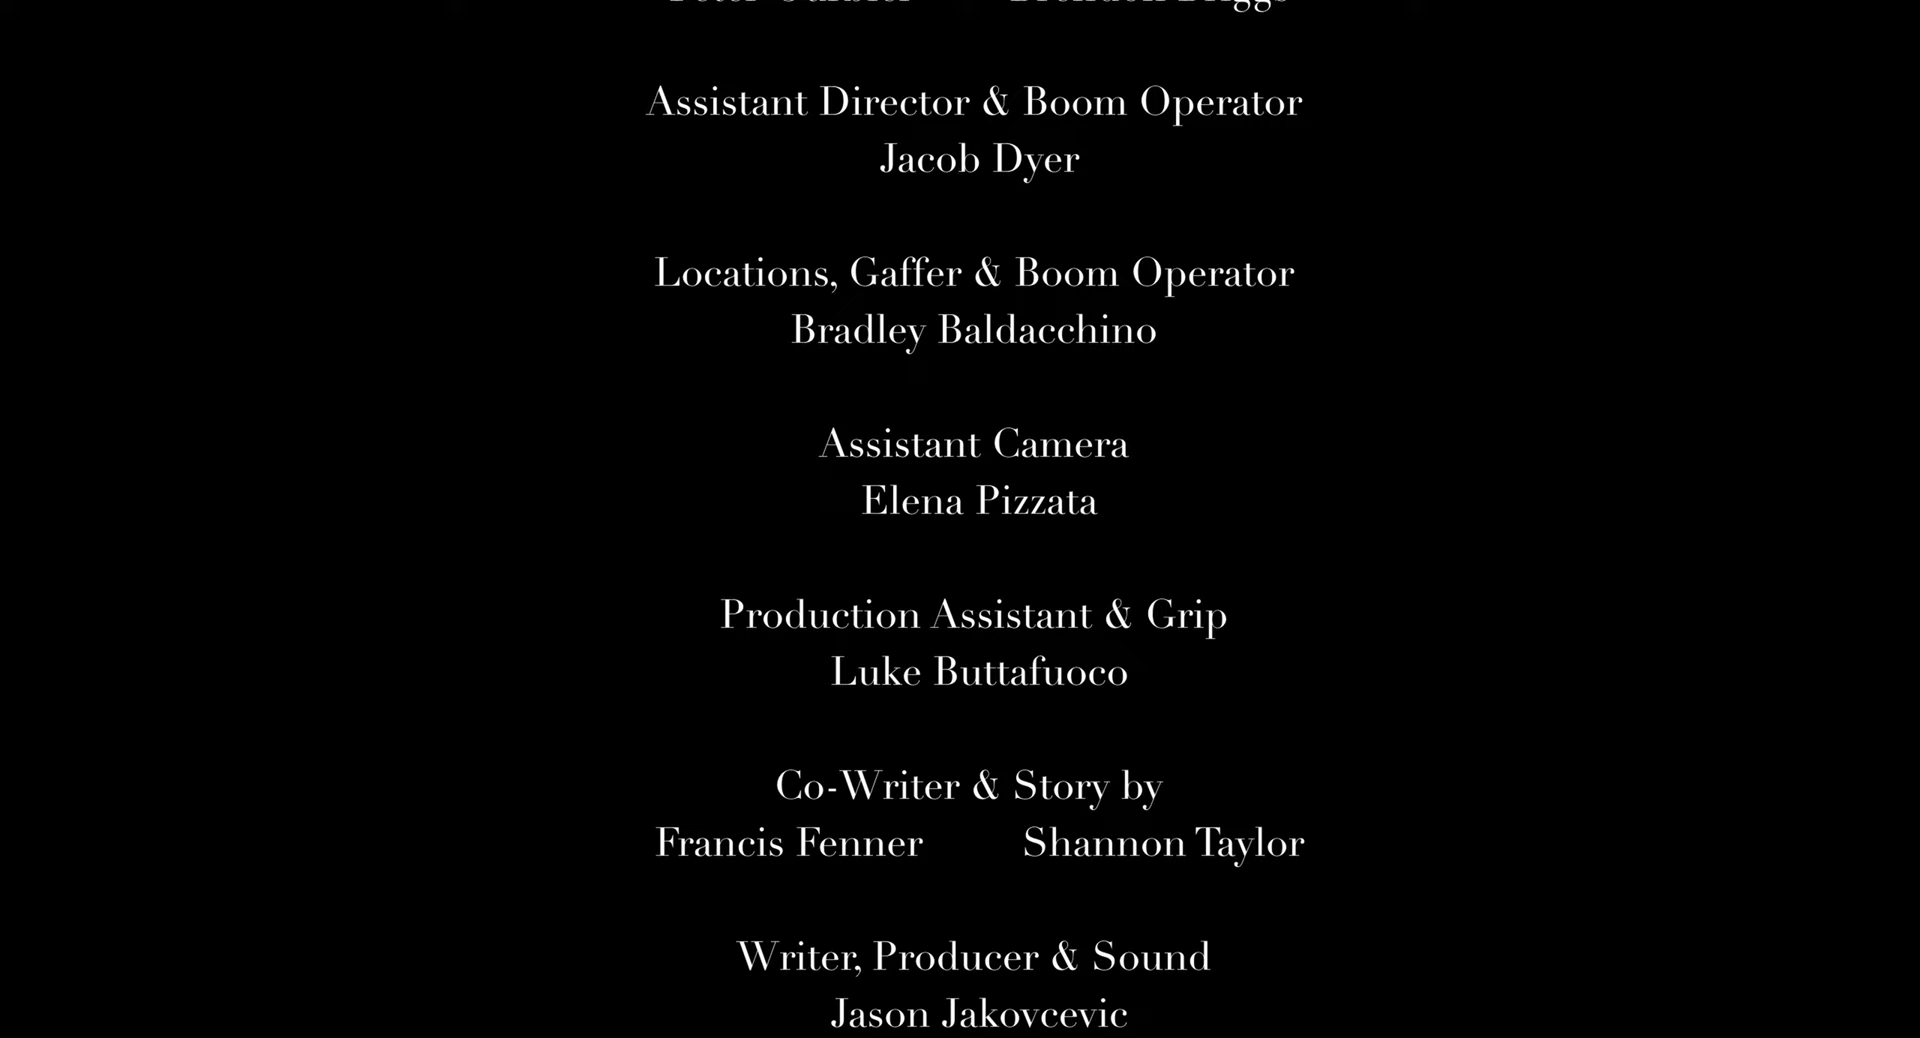 Assistant Director & Boom Operator
Jacob Dyer
Locations, Gaffer & Boom Operator
Bradley Baldacchino
Assistant Camera
Elena Pizzata
Production Assistant & Grip
Luke Buttafuoco
Co-Writer & Story by
Francis Fenner Shannon Taylor
Writer, Producer & Sound
Jason Jakovcevic